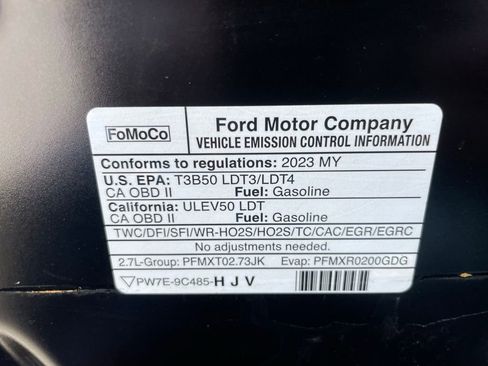 FoMoCo
Ford Motor Company
VEHICLE EMISSION CONTROL INFORMATION
Conforms to regulations: 2023 MY
U.S. EPA: T3B50 LDT3/LDT4
CA OBD II Fuel: Gasoline
California: ULEV50 LDT
CA OBD II Fuel: Gasoline
TWC/DFI/SFI/WR-HO2S/HO2S/TC/CAC/EGR/EGRC
No adjustments needed.
2.7L-Group: PFMXT02.73JK Evap: PFMXR0200GDG
PW7E-9C485-H J V